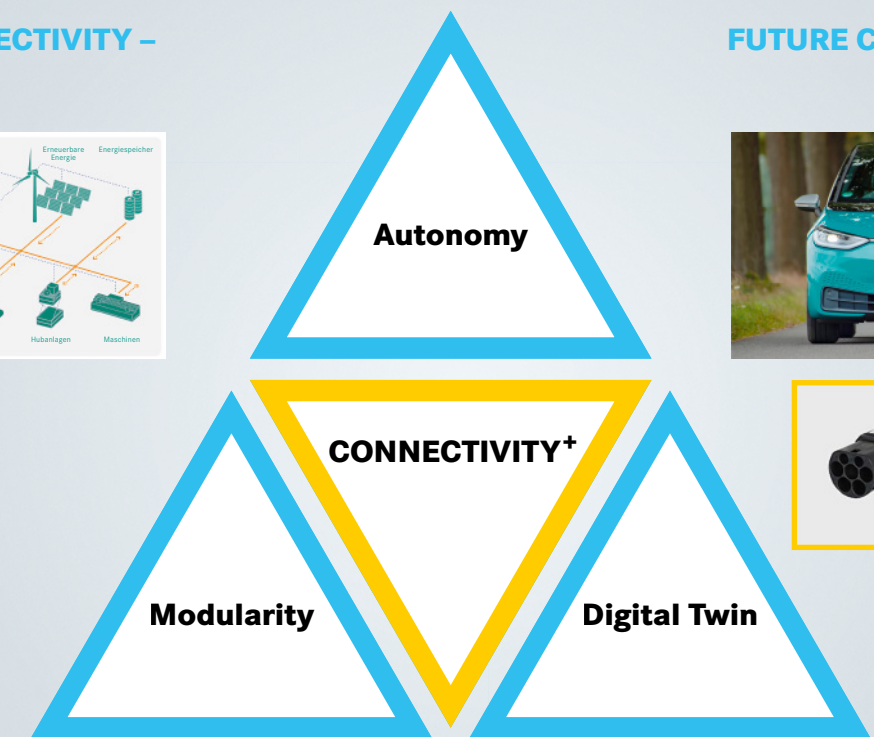 ECTIVITY –
FUTURE C
Erneuerbare
Energie
Energiespeicher
Hubanlagen
Maschinen
Autonomy
CONNECTIVITY⁺
Modularity
Digital Twin